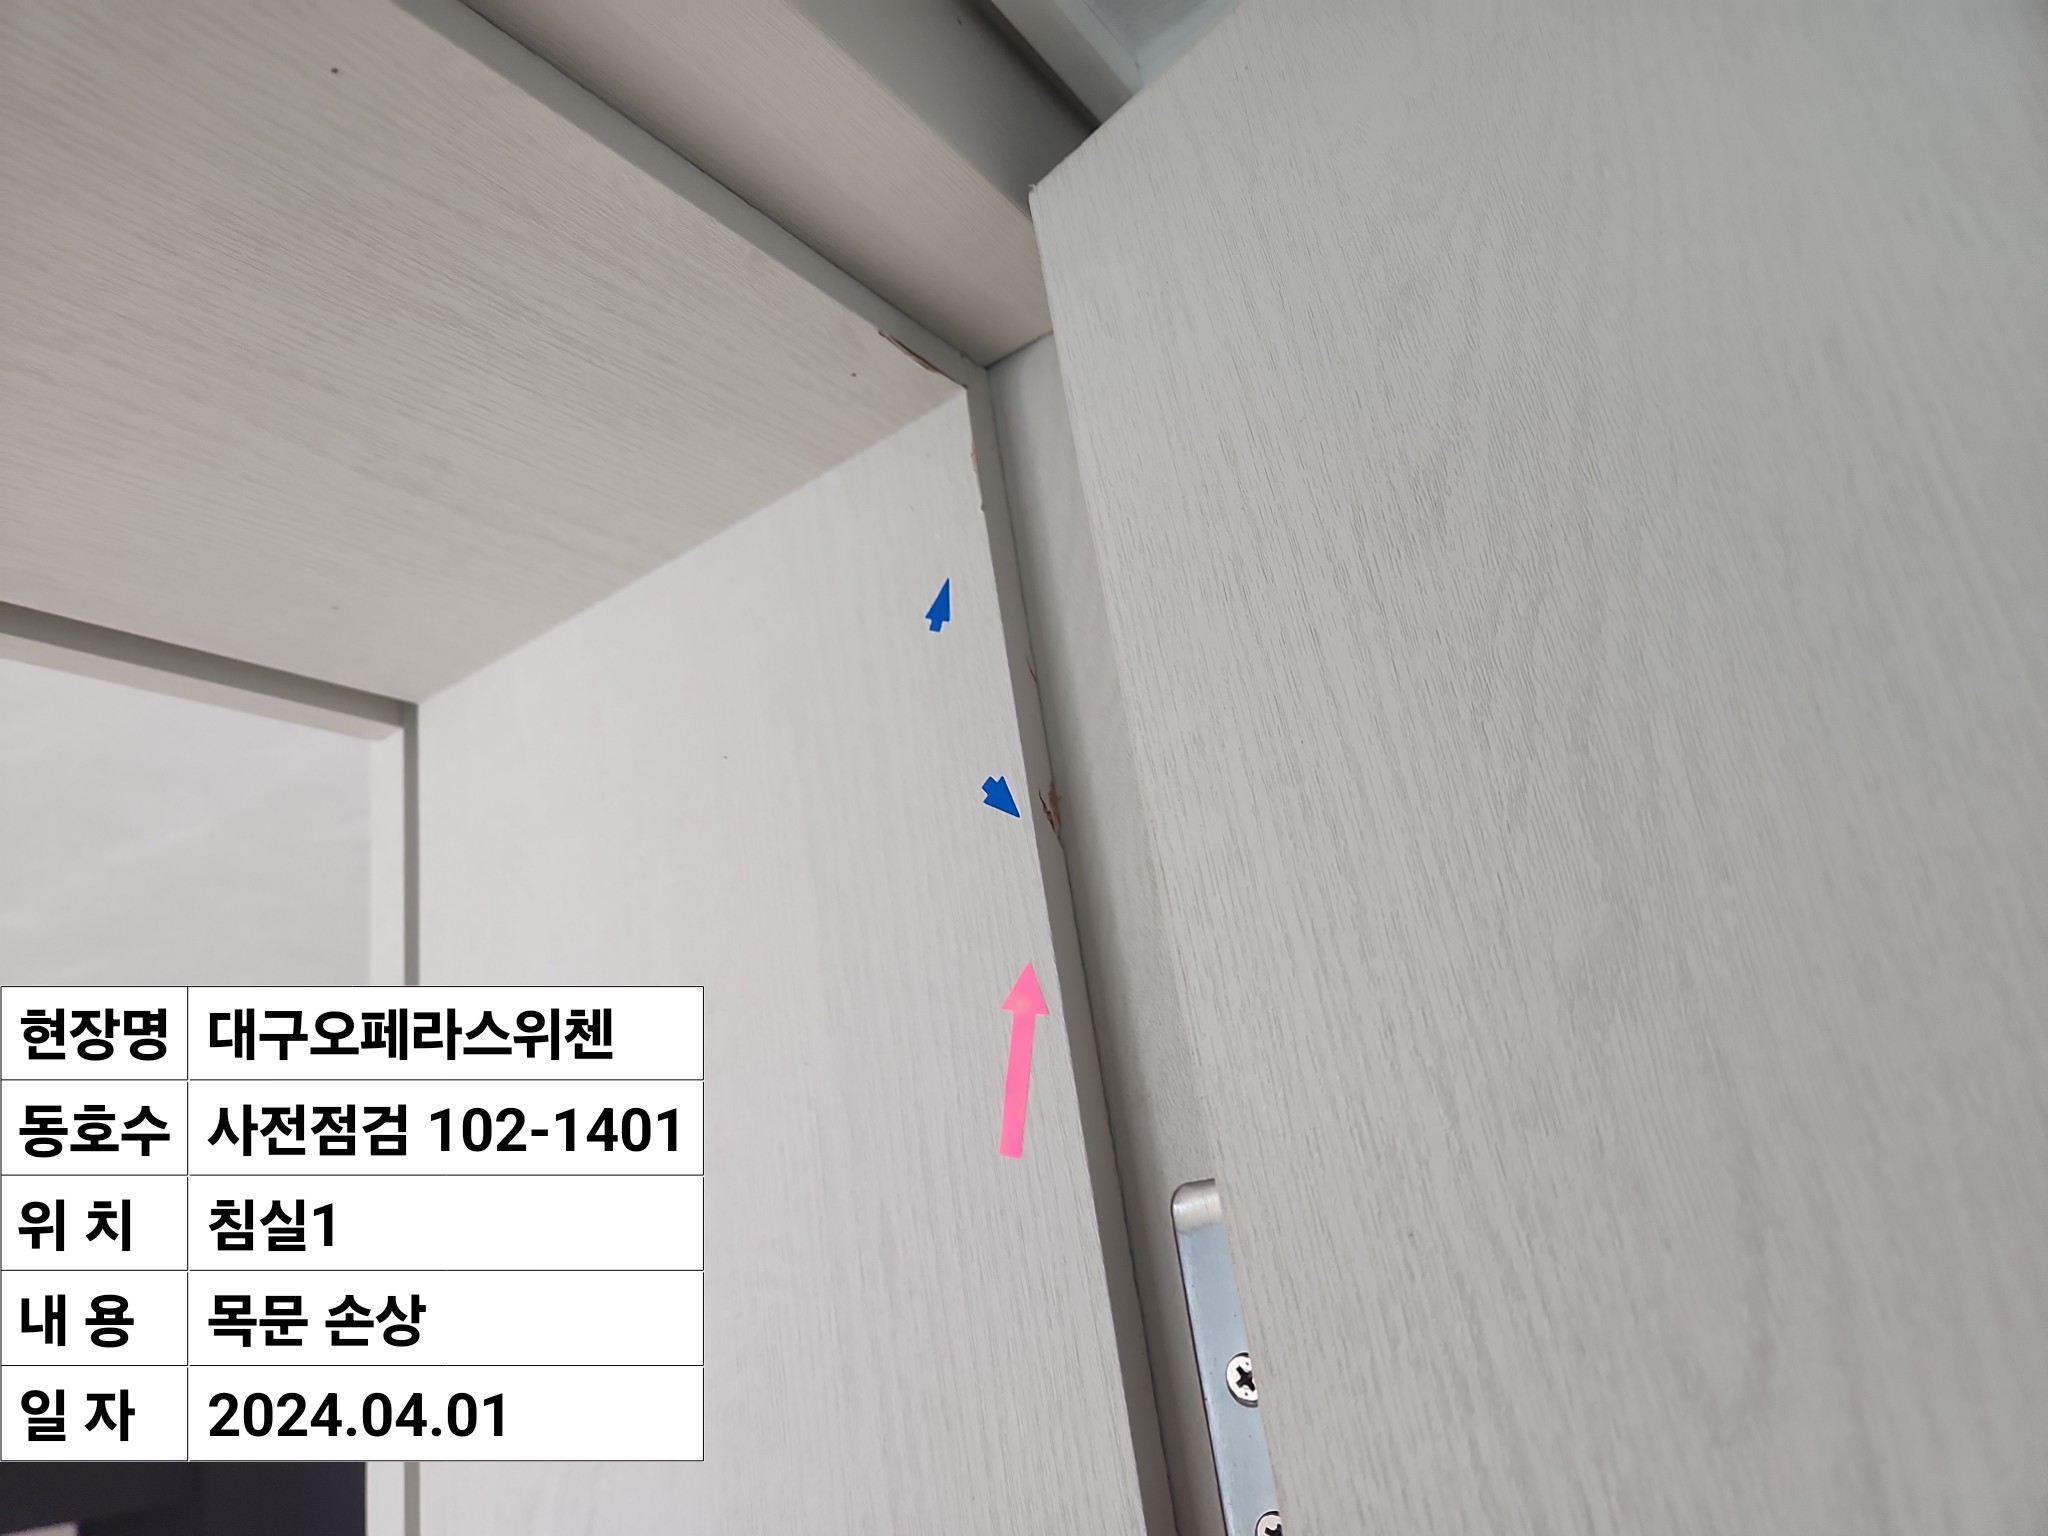 현장명 대구오페라스위첸
동호수 사전점검 102-1401
위 치 침실1
내 용 목문 손상
일 자 2024.04.01